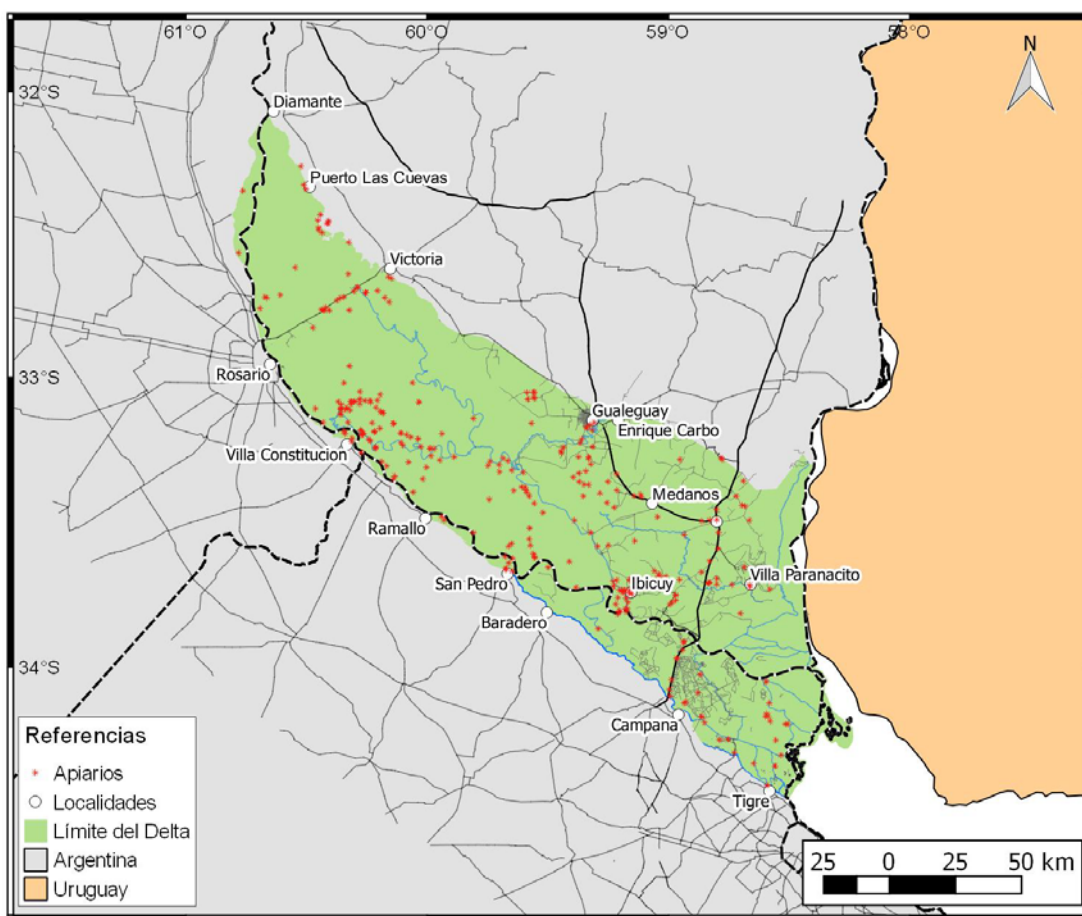 61°O
60°O
59°O
58°O
N
32°S
Diamante
Puerto Las Cuevas
Victoria
33°S
Rosario
Gualeguay
Enrique Carbo
Villa Constitucion
Medanos
Ramallo
San Pedro
Ibicuy
Villa Paranacito
Baradero
34°S
Campana
Tigre
Referencias
Apiarios
Localidades
Límite del Delta
Argentina
Uruguay
25 0 25 50 km